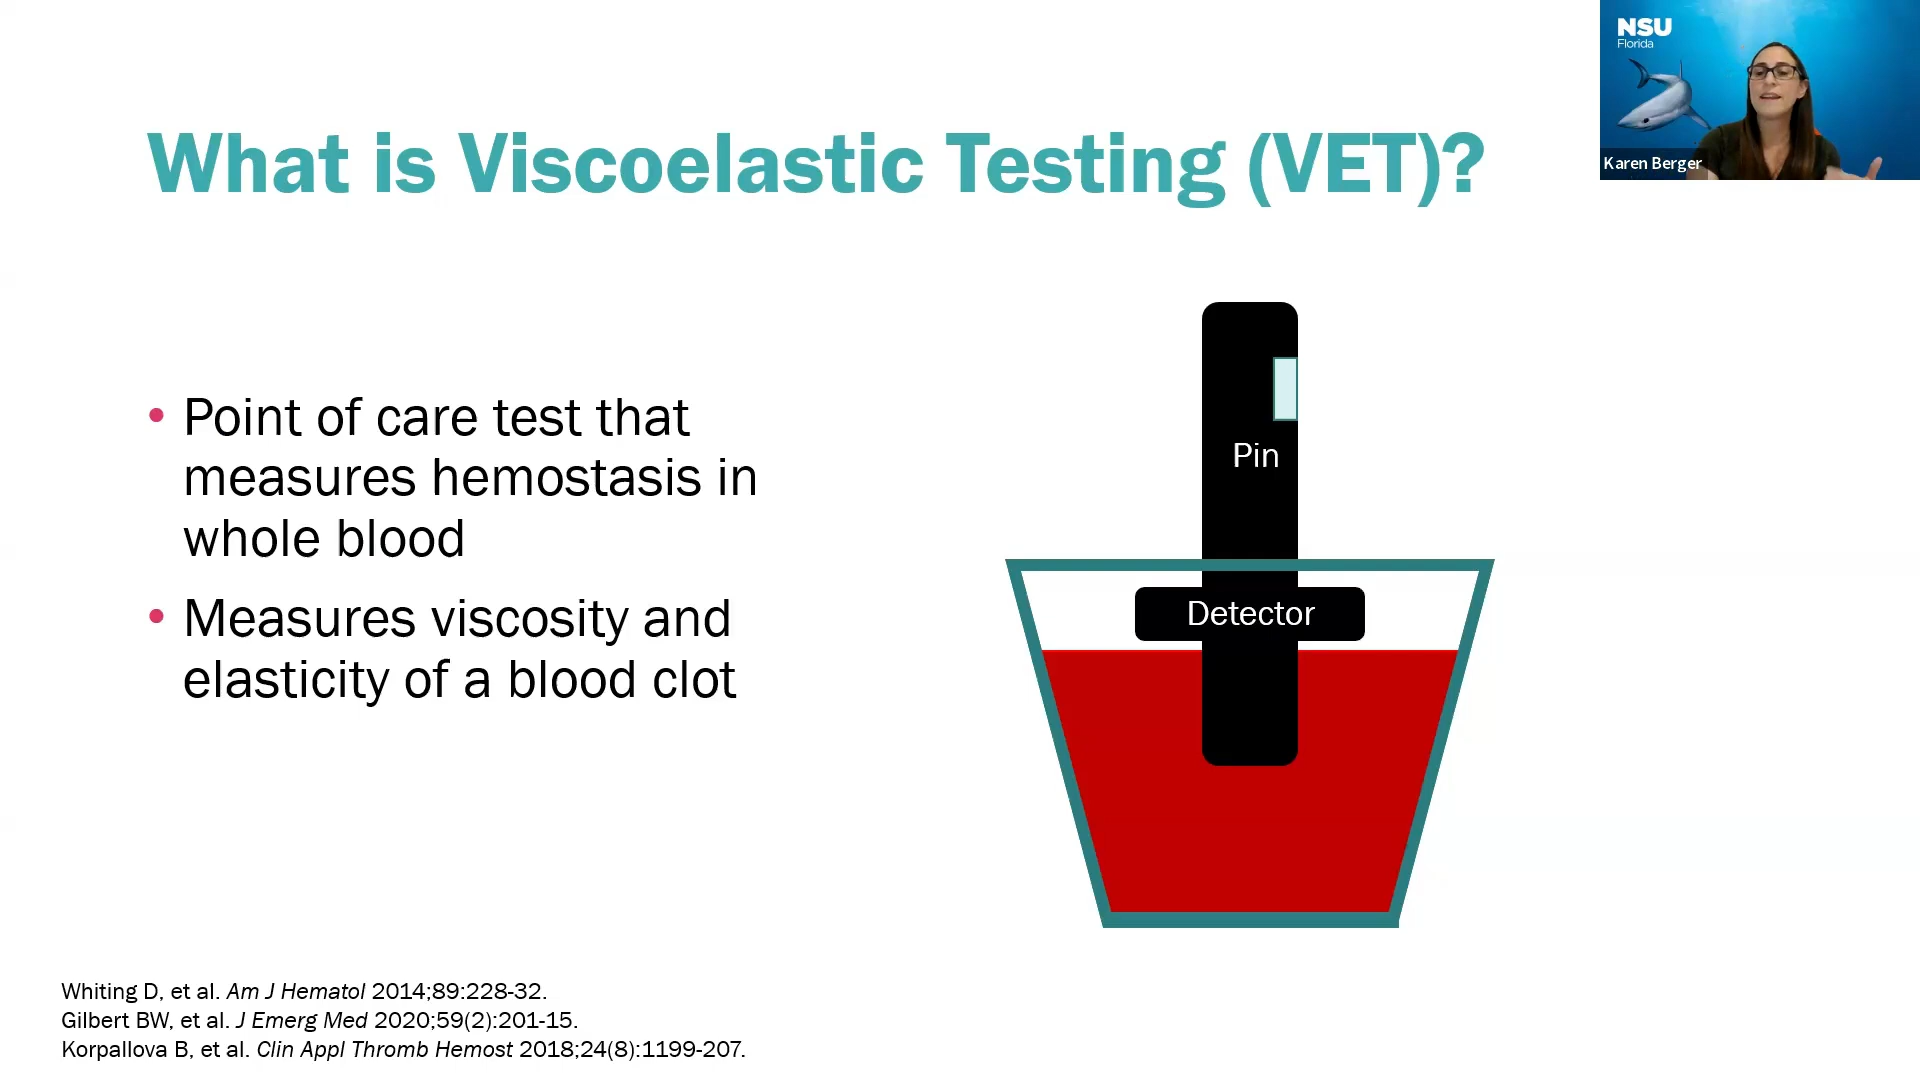 NSU
Florida
Karen Berger
What is Viscoelastic Testing (VET)?
• Point of care test that
measures hemostasis in
whole blood
• Measures viscosity and
elasticity of a blood clot
Pin
Detector
Whiting D, et al. Am J Hematol 2014;89:228-32.
Gilbert BW, et al. J Emerg Med 2020;59(2):201-15.
Korpallova B, et al. Clin Appl Thromb Hemost 2018;24(8):1199-207.